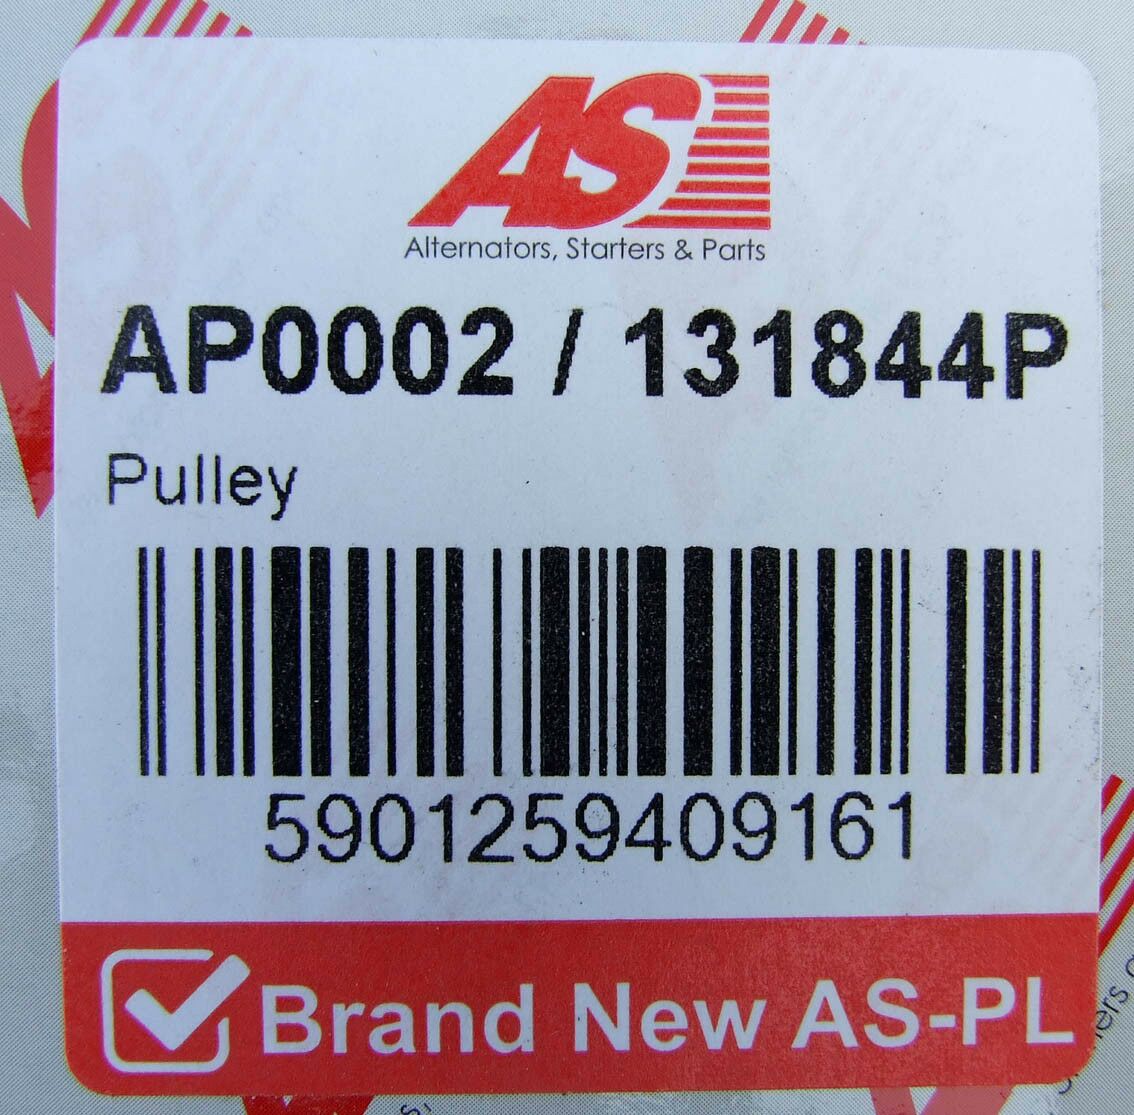 AS
Alternators, Starters & Parts
AP0002 / 131844P
Pulley
5901259409161
Brand New AS-PL